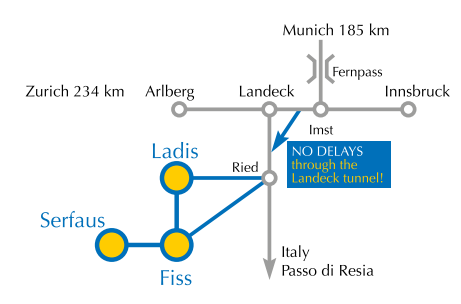 Munich 185 km
Fernpass
Zurich 234 km
Arlberg
Landeck
Innsbruck
Imst
NO DELAYS
through the
Landeck tunnel!
Ladis
Ried
Serfaus
Fiss
Italy
Passo di Resia